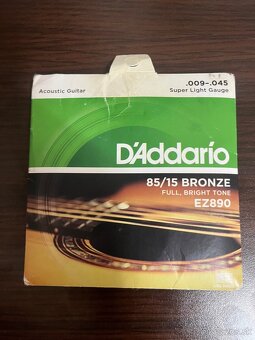 .009-.045
Acoustic Guitar
Super Light Gauge
D'Addario
85/15 BRONZE
FULL, BRIGHT TONE
EZ890